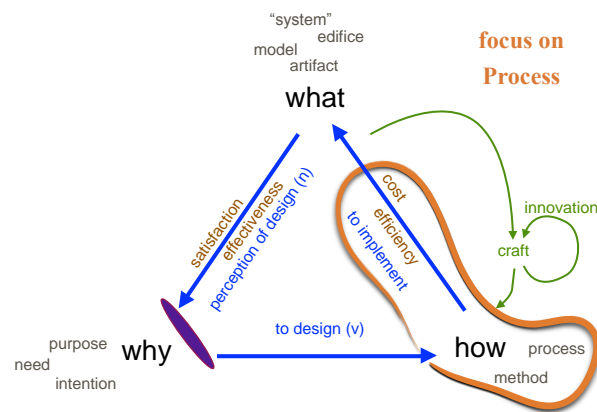 “system”
edifice
model
artifact
what
focus on
Process
satisfaction
effectiveness
perception of design (n)
cost
efficiency
to implement
innovation
craft
to design (v)
purpose
need
intention
why
how
process
method